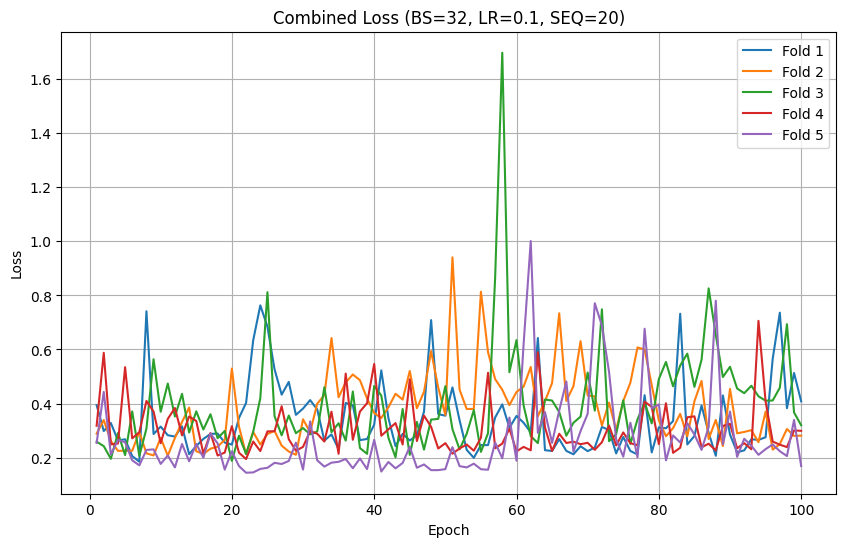 Combined Loss (BS=32, LR=0.1, SEQ=20)
Fold 1
Fold 2
Fold 3
Fold 4
Fold 5
1.6
1.4
1.2
1.0
0.8
0.6
0.4
0.2
Loss
0 20 40 60 80 100
Epoch